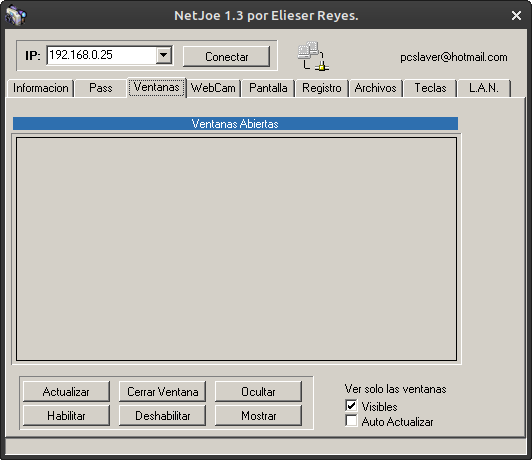 NetJoe 1.3 por Elieser Reyes.
IP: 192.168.0.25 Conectar pcslaver@hotmail.com
Informacion Pass Ventanas WebCam Pantalla Registro Archivos Teclas L.A.N.
Ventanas Abiertas
Actualizar Cerrar Ventana Ocultar
Habilitar Deshabilitar Mostrar
Ver solo las ventanas
Visibles
Auto Actualizar